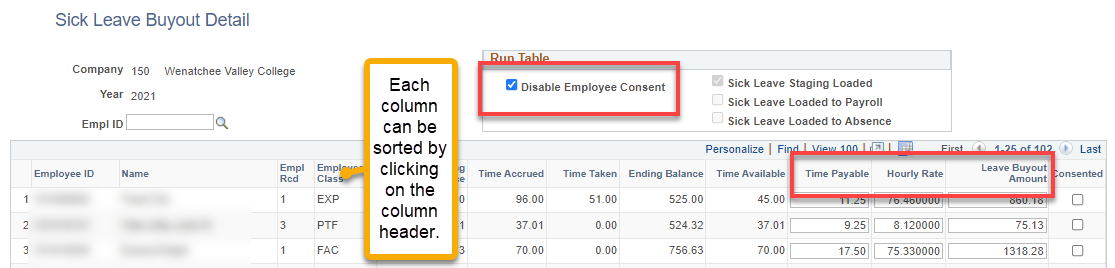 Sick Leave Buyout Detail
Run Table
Company 150 Wenatchee Valley College
Year 2021
Empl ID
Disable Employee Consent
Sick Leave Staging Loaded
Sick Leave Loaded to Payroll
Sick Leave Loaded to Absence
Each
column
can be
sorted by
clicking
on the
column
header.
Personalize | Find | View 100 First 1-25 of 102 Last
Employee ID Name Empl Rcd Time Accrued Time Taken Ending Balance Time Available Time Payable Hourly Rate Leave Buyout Amount Consented
1 1 EXP 96.00 51.00 525.00 45.00 11.25 76.460000 860.18
2 3 PTF 37.01 0.00 524.32 37.01 9.25 8.120000 75.13
3 1 FAC 70.00 0.00 756.63 70.00 17.50 75.330000 1318.28